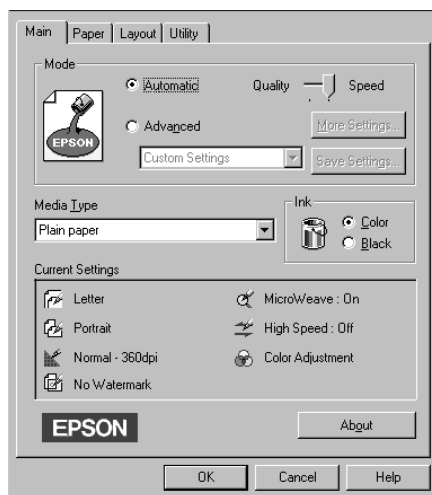 Main Paper Layout Utility
Mode
Automatic Quality Speed
EPSON
Advanced More Settings...
Custom Settings Save Settings...
Media Type
Plain paper
Ink
Color
Black
Current Settings
Letter MicroWeave : On
Portrait High Speed : Off
Normal - 360dpi Color Adjustment
No Watermark
EPSON About
OK Cancel Help